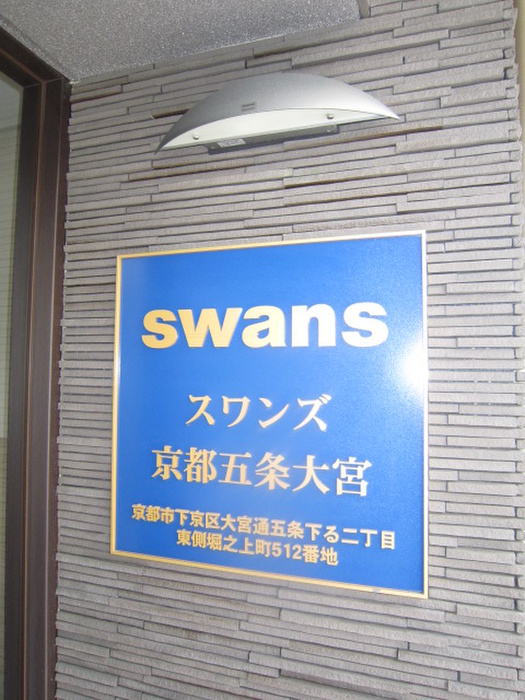 swans
スワンズ
京都五条大宮
京都市下京区大宮通五条下る二丁目
東側堀之上町512番地